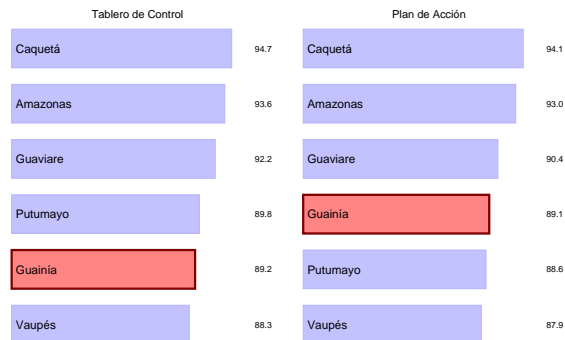 Tablero de Control Plan de Acción
Caquetá 94.7 Caquetá 94.1
Amazonas 93.6 Amazonas 93.0
Guaviare 92.2 Guaviare 90.4
Putumayo 89.8 Guainía 89.1
Guainía 89.2 Putumayo 88.6
Vaupés 88.3 Vaupés 87.9